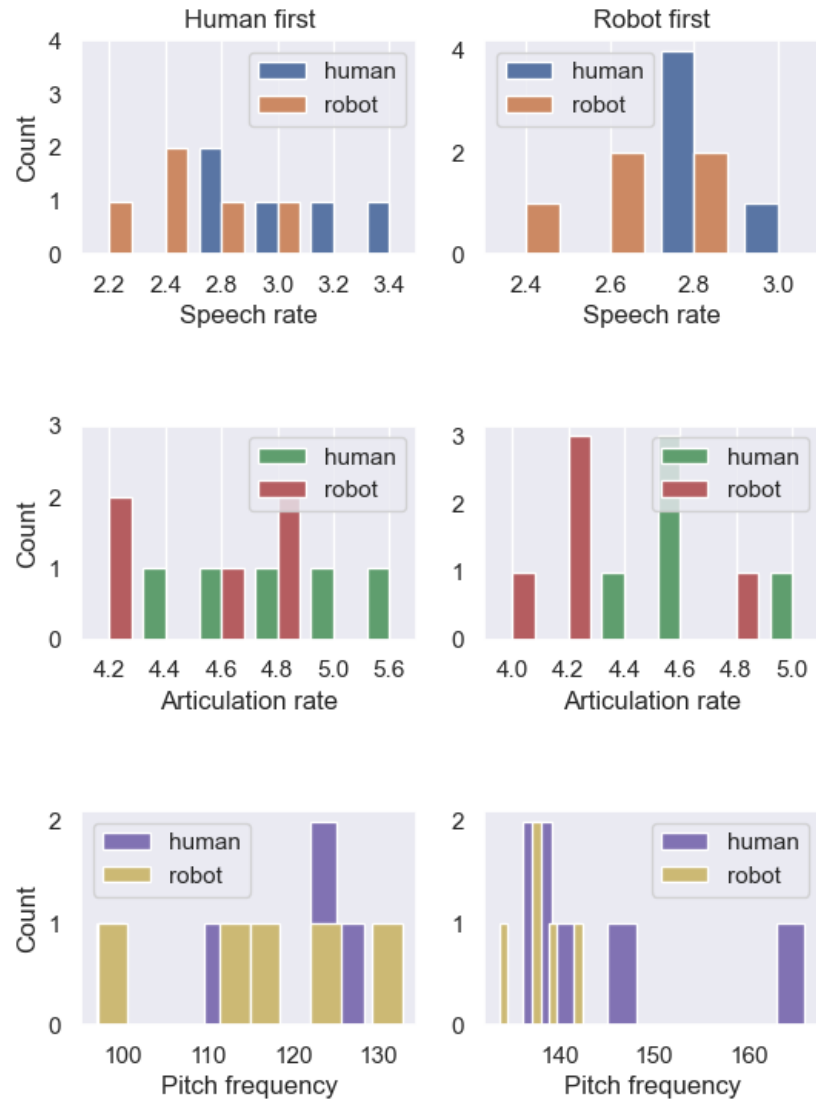 Human first
Robot first
4
3
2
1
0
Count
human
robot
2.2 2.4 2.8 3.0 3.2 3.4
Speech rate
4
2
0
human
robot
2.4 2.6 2.8 3.0
Speech rate
3
2
1
0
Count
human
robot
4.2 4.4 4.6 4.8 5.0 5.6
Articulation rate
3
2
1
0
human
robot
4.0 4.2 4.4 4.6 4.8 5.0
Articulation rate
2
1
0
Count
human
robot
100 110 120 130
Pitch frequency
2
1
0
human
robot
140 150 160
Pitch frequency